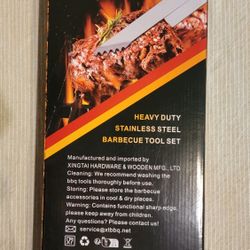 HEAVY DUTY
STAINLESS STEEL
BARBECUE TOOL SET
Manufactured and imported by
XINGTAI HARDWARE & WOODEN MFG., LTD
Cleaning: We recommend washing the
bbq tools thoroughly before use.
Storing: Please store the barbecue
accessories in cool & dry places.
Warning: Contains functional sharp edge,
please keep away from children.
Any questions? Please contact us
service@xtbbq.net